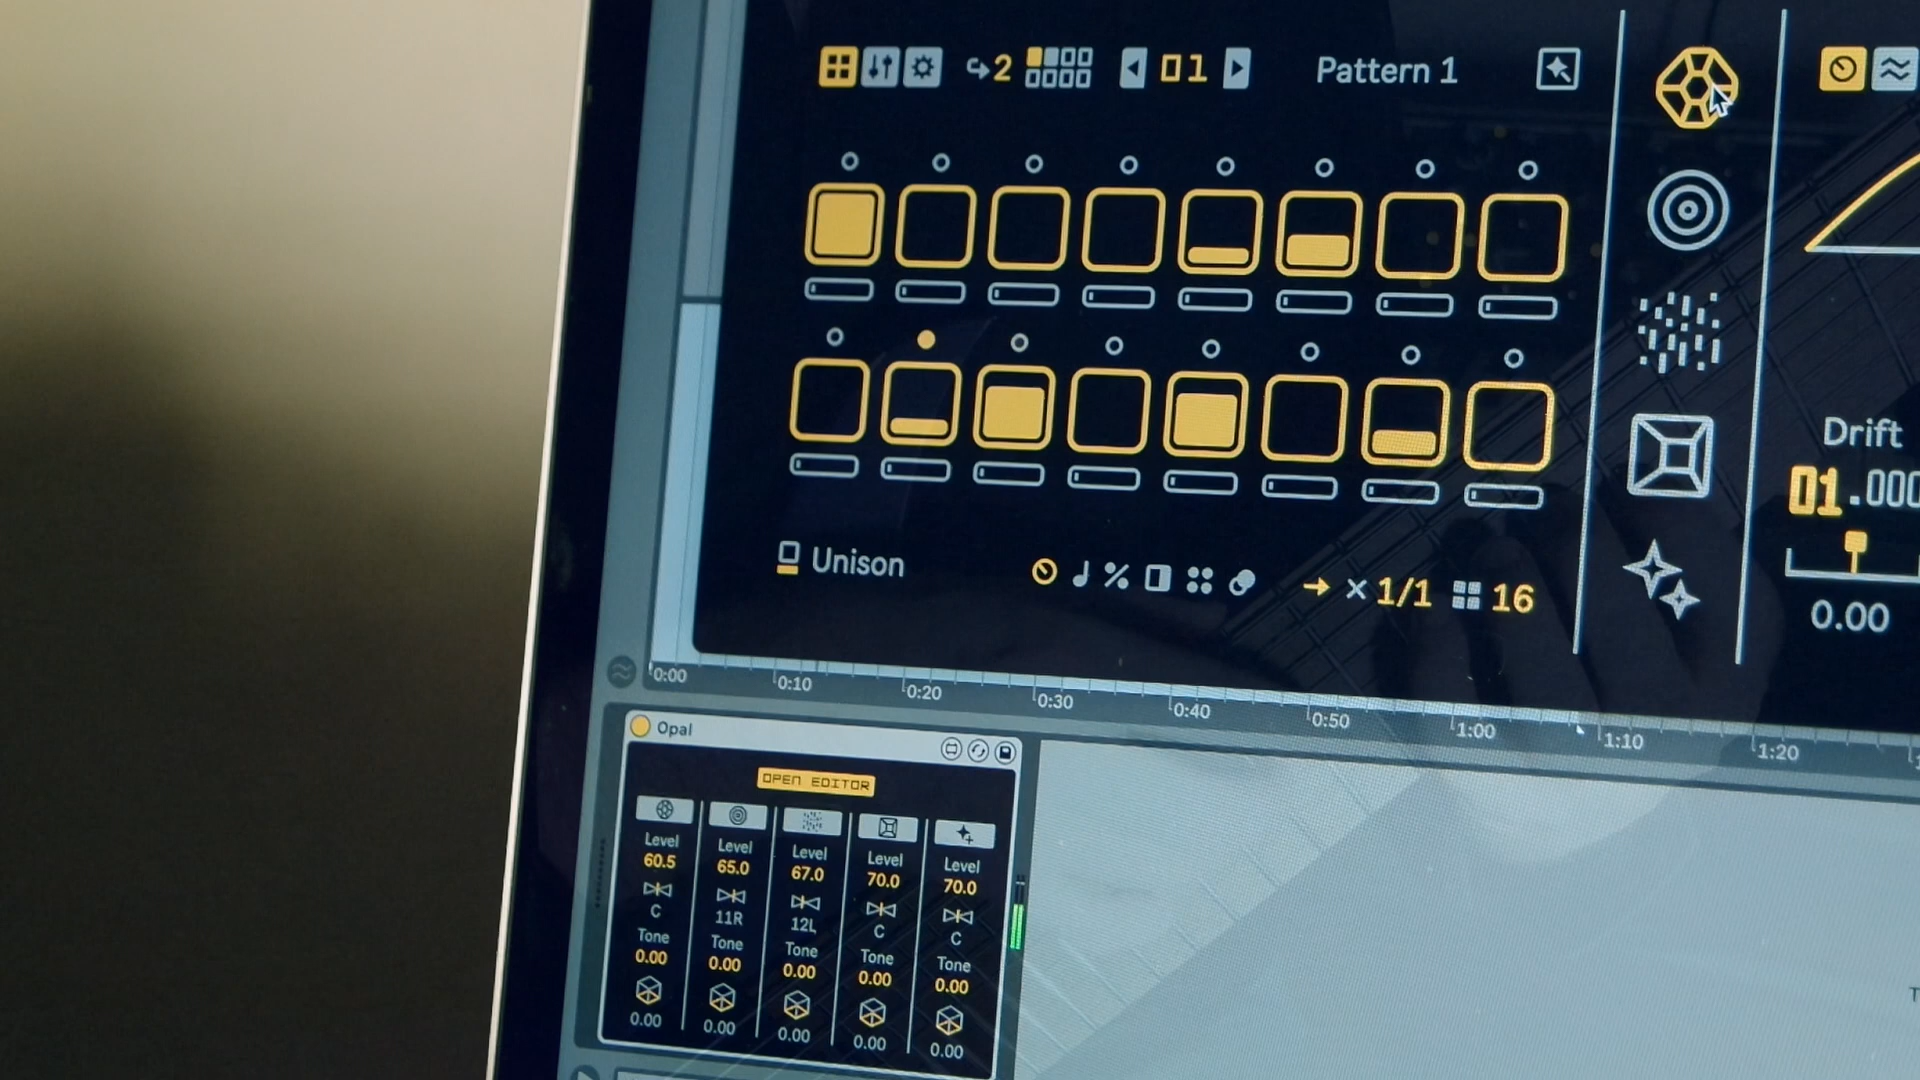 2 01 Pattern 1
Drift
01.000
Unison
x 1/1 16
0.00
0:00 0:10 0:20 0:30 0:40 0:50 1:00 1:10 1:20
Opal
OPEN EDITOR
Level Level Level Level Level
60.5 65.0 67.0 70.0 70.0
C 11R 12L C C
Tone Tone Tone Tone Tone
0.00 0.00 0.00 0.00 0.00
0.00 0.00 0.00 0.00 0.00